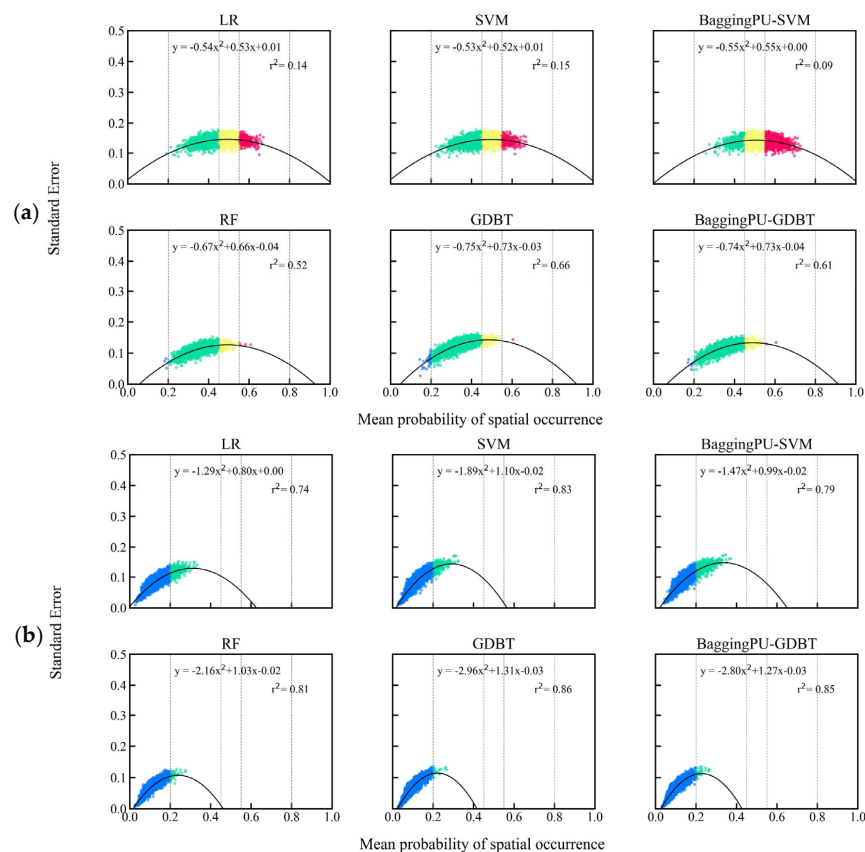 LR SVM BaggingPU-SVM
0.5 y = -0.54x²+0.53x+0.01 y = -0.53x²+0.52x+0.01 y = -0.55x²+0.55x+0.00
0.4 r² = 0.14 r² = 0.15 r² = 0.09
0.3
0.2
0.1
0.0
RF GDBT BaggingPU-GDBT
0.5 y = -0.67x²+0.66x-0.04 y = -0.75x²+0.73x-0.03 y = -0.74x²+0.73x-0.04
0.4 r² = 0.52 r² = 0.66 r² = 0.61
0.3
0.2
0.1
0.0
0.0 0.2 0.4 0.6 0.8 1.0 0.0 0.2 0.4 0.6 0.8 1.0 0.0 0.2 0.4 0.6 0.8 1.0
(a)
Standard Error
Mean probability of spatial occurrence
LR SVM BaggingPU-SVM
0.5 y = -1.29x²+0.80x+0.00 y = -1.89x²+1.10x-0.02 y = -1.47x²+0.99x-0.02
0.4 r² = 0.74 r² = 0.83 r² = 0.79
0.3
0.2
0.1
0.0
RF GDBT BaggingPU-GDBT
0.5 y = -2.16x²+1.03x-0.02 y = -2.96x²+1.31x-0.03 y = -2.80x²+1.27x-0.03
0.4 r² = 0.81 r² = 0.86 r² = 0.85
0.3
0.2
0.1
0.0
0.0 0.2 0.4 0.6 0.8 1.0 0.0 0.2 0.4 0.6 0.8 1.0 0.0 0.2 0.4 0.6 0.8 1.0
(b)
Standard Error
Mean probability of spatial occurrence